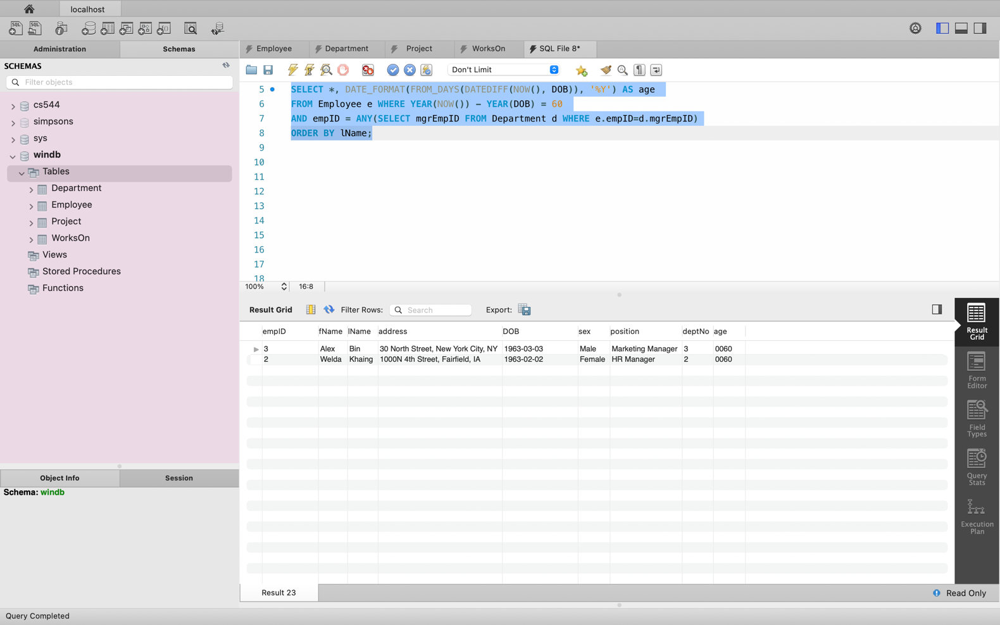 localhost
SQL
SQL
Administration
Schemas
Employee
Department
Project
WorksOn
SQL File 8*
SCHEMAS
Filter objects
Don't Limit
cs544
simpsons
sys
windb
Tables
Department
Employee
Project
WorksOn
Views
Stored Procedures
Functions
5 SELECT *, DATE_FORMAT(FROM_DAYS(DATEDIFF(NOW(), DOB)), '%Y') AS age
6 FROM Employee e WHERE YEAR(NOW()) - YEAR(DOB) = 60
7 AND empID = ANY(SELECT mgrEmpID FROM Department d WHERE e.empID=d.mgrEmpID)
8 ORDER BY lName;
9
10
11
12
13
14
15
16
17
18
100%
16:8
Result Grid
Filter Rows:
Search
Export:
empID fName lName address DOB sex position deptNo age
3 Alex Bin 30 North Street, New York City, NY 1963-03-03 Male Marketing Manager 3 0060
2 Welda Khaing 1000N 4th Street, Fairfield, IA 1963-02-02 Female HR Manager 2 0060
Result
Grid
Form
Editor
Field
Types
Query
Stats
Execution
Plan
Object Info
Session
Schema: windb
Result 23
Read Only
Query Completed